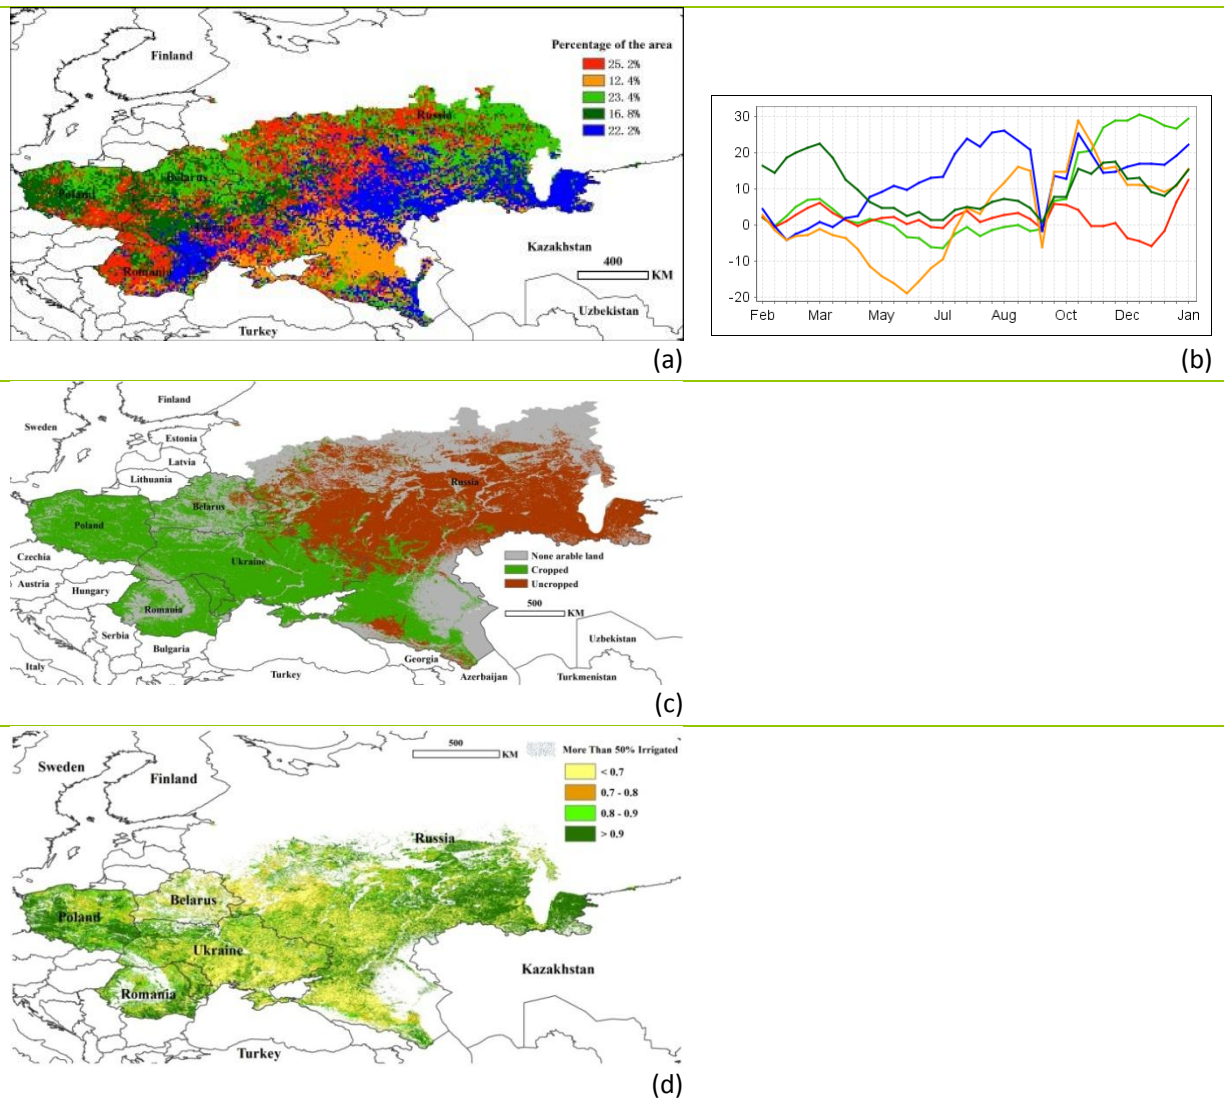 Finland
Percentage of the area
25.2%
12.4%
23.4%
16.8%
22.2%
Russia
Belarus
Poland
Ukraine
Romania
Kazakhstan
400
KM
Uzbekistan
Turkey
(a)
30
20
10
0
-10
-20
Feb Mar May Jul Aug Oct Dec Jan
(b)
Finland
Sweden
Estonia
Latvia
Lithuania
Russia
Belarus
Poland
Czechia
Ukraine
None arable land
Cropped
Uncropped
Austria
Hungary
Romania
500
KM
Serbia
Bulgaria
Uzbekistan
Italy
Georgia
Turkey
Azerbaijan
Turkmenistan
(c)
500
KM
More Than 50% Irrigated
< 0.7
0.7 - 0.8
0.8 - 0.9
> 0.9
Sweden
Finland
Russia
Belarus
Poland
Ukraine
Kazakhstan
Romania
Turkey
(d)